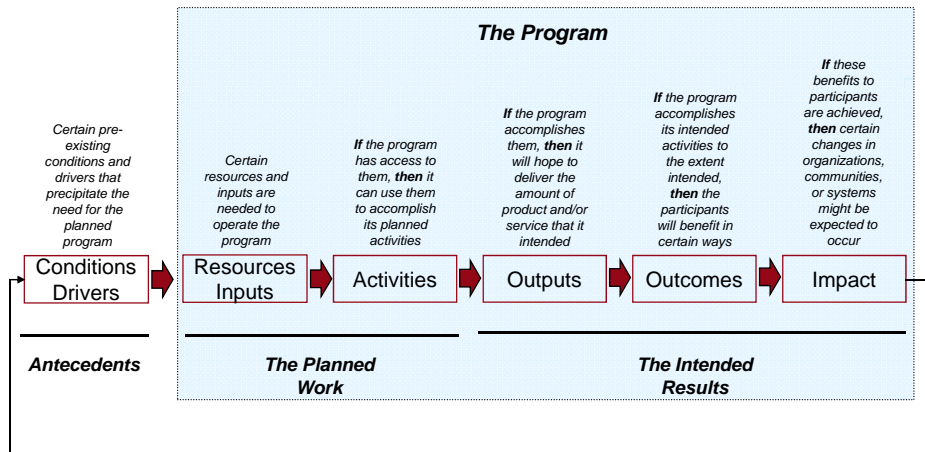 The Program
Certain pre-
existing
conditions and
drivers that
precipitate the
need for the
planned
program
Certain
resources and
inputs are
needed to
operate the
program
If the program
has access to
them, then it
can use them
to accomplish
its planned
activities
If the program
accomplishes
them, then it
will hope to
deliver the
amount of
product and/or
service that it
intended
If the program
accomplishes
its intended
activities to
the extent
intended,
then the
participants
will benefit in
certain ways
If these
benefits to
participants
are achieved,
then certain
changes in
organizations,
communities,
or systems
might be
expected to
occur
Conditions
Drivers
Resources
Inputs
Activities
Outputs
Outcomes
Impact
Antecedents
The Planned
Work
The Intended
Results